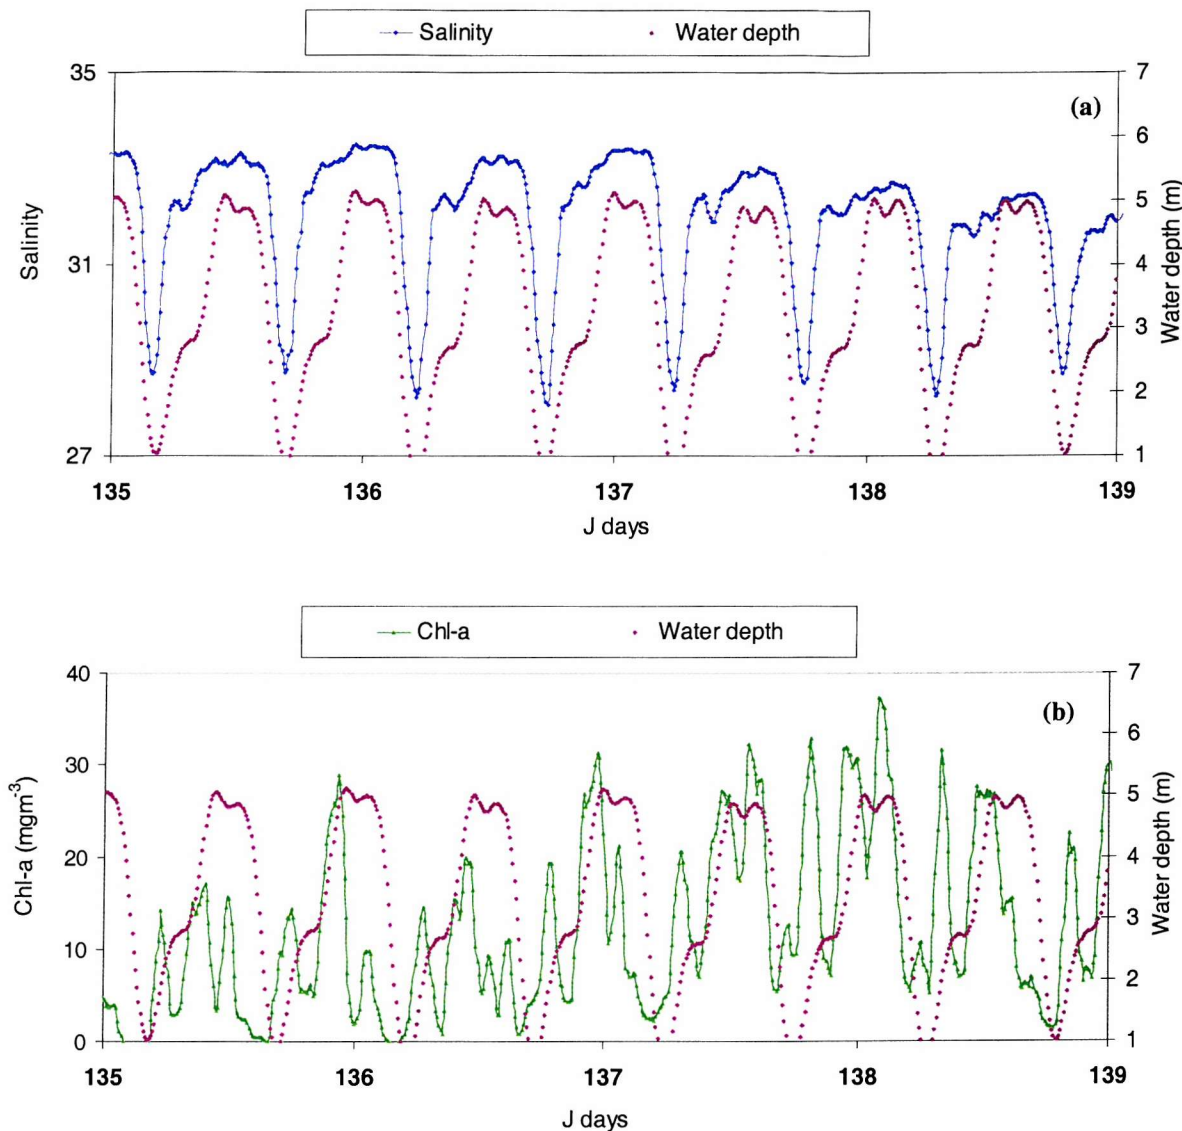 Salinity Water depth
35 7
(a)
6
5
Salinity
31 4
Water depth (m)
3
2
27 1
135 136 137 138 139
J days
Chl-a Water depth
40 7
(b)
30 6
5
Chl-a (mgm-3)
20 4
Water depth (m)
10 3
2
0 1
135 136 137 138 139
J days